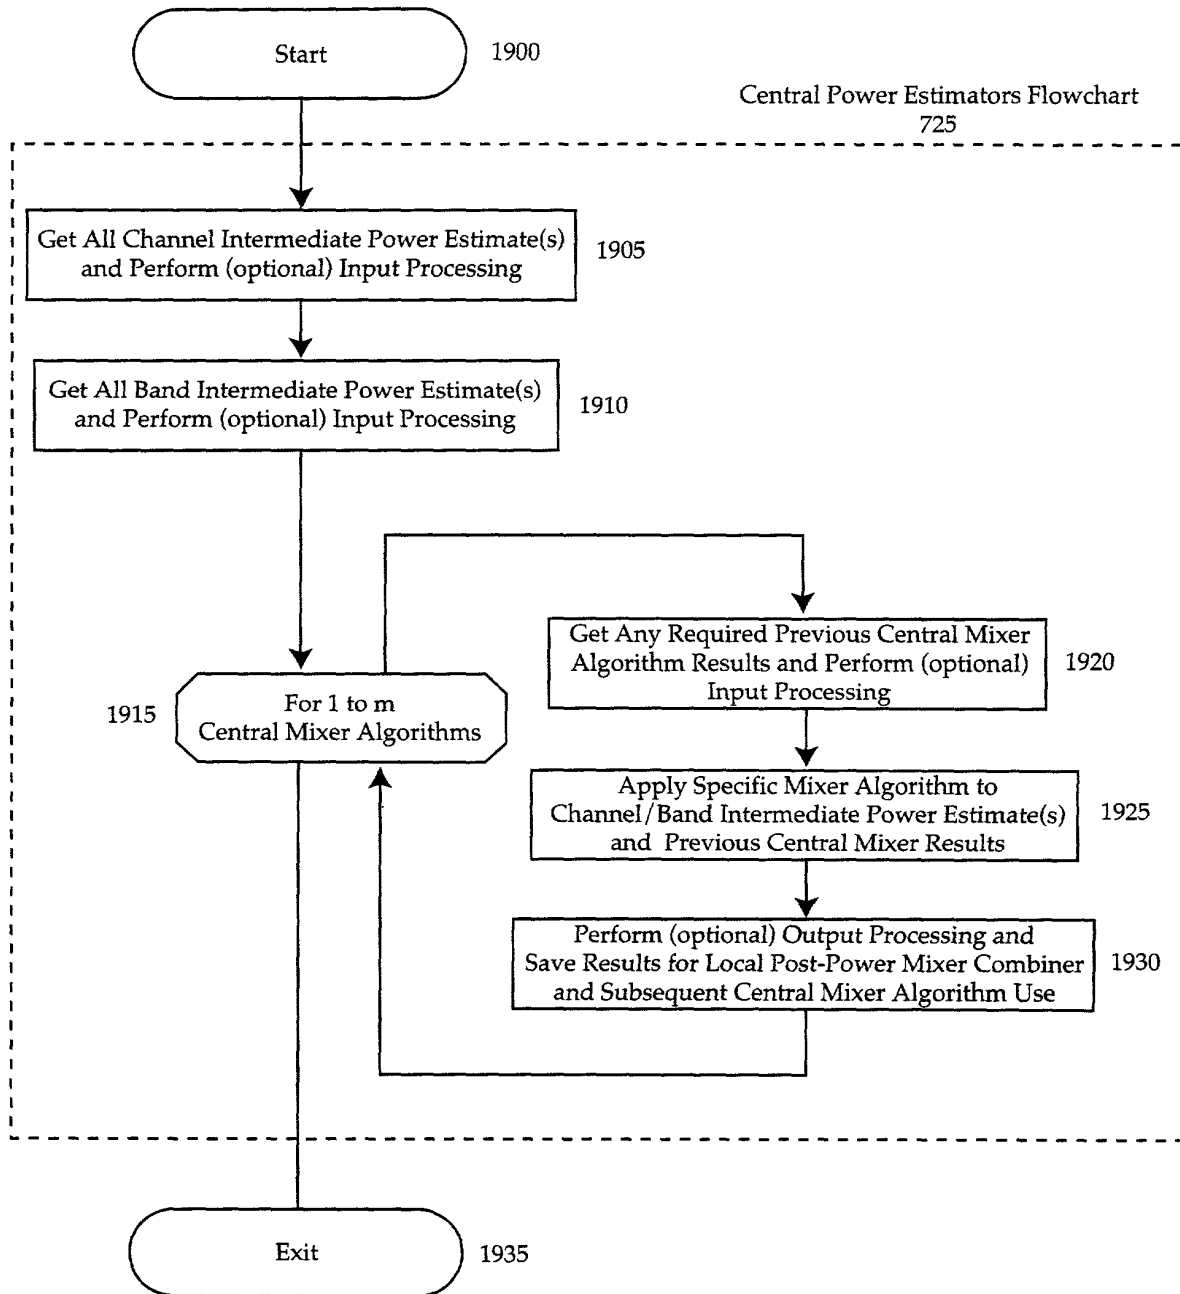 Start
1900
Central Power Estimators Flowchart
725
Get All Channel Intermediate Power Estimate(s)
and Perform (optional) Input Processing
1905
Get All Band Intermediate Power Estimate(s)
and Perform (optional) Input Processing
1910
1915
For 1 to m
Central Mixer Algorithms
Get Any Required Previous Central Mixer
Algorithm Results and Perform (optional)
Input Processing
1920
Apply Specific Mixer Algorithm to
Channel/Band Intermediate Power Estimate(s)
and Previous Central Mixer Results
1925
Perform (optional) Output Processing and
Save Results for Local Post-Power Mixer Combiner
and Subsequent Central Mixer Algorithm Use
1930
Exit
1935